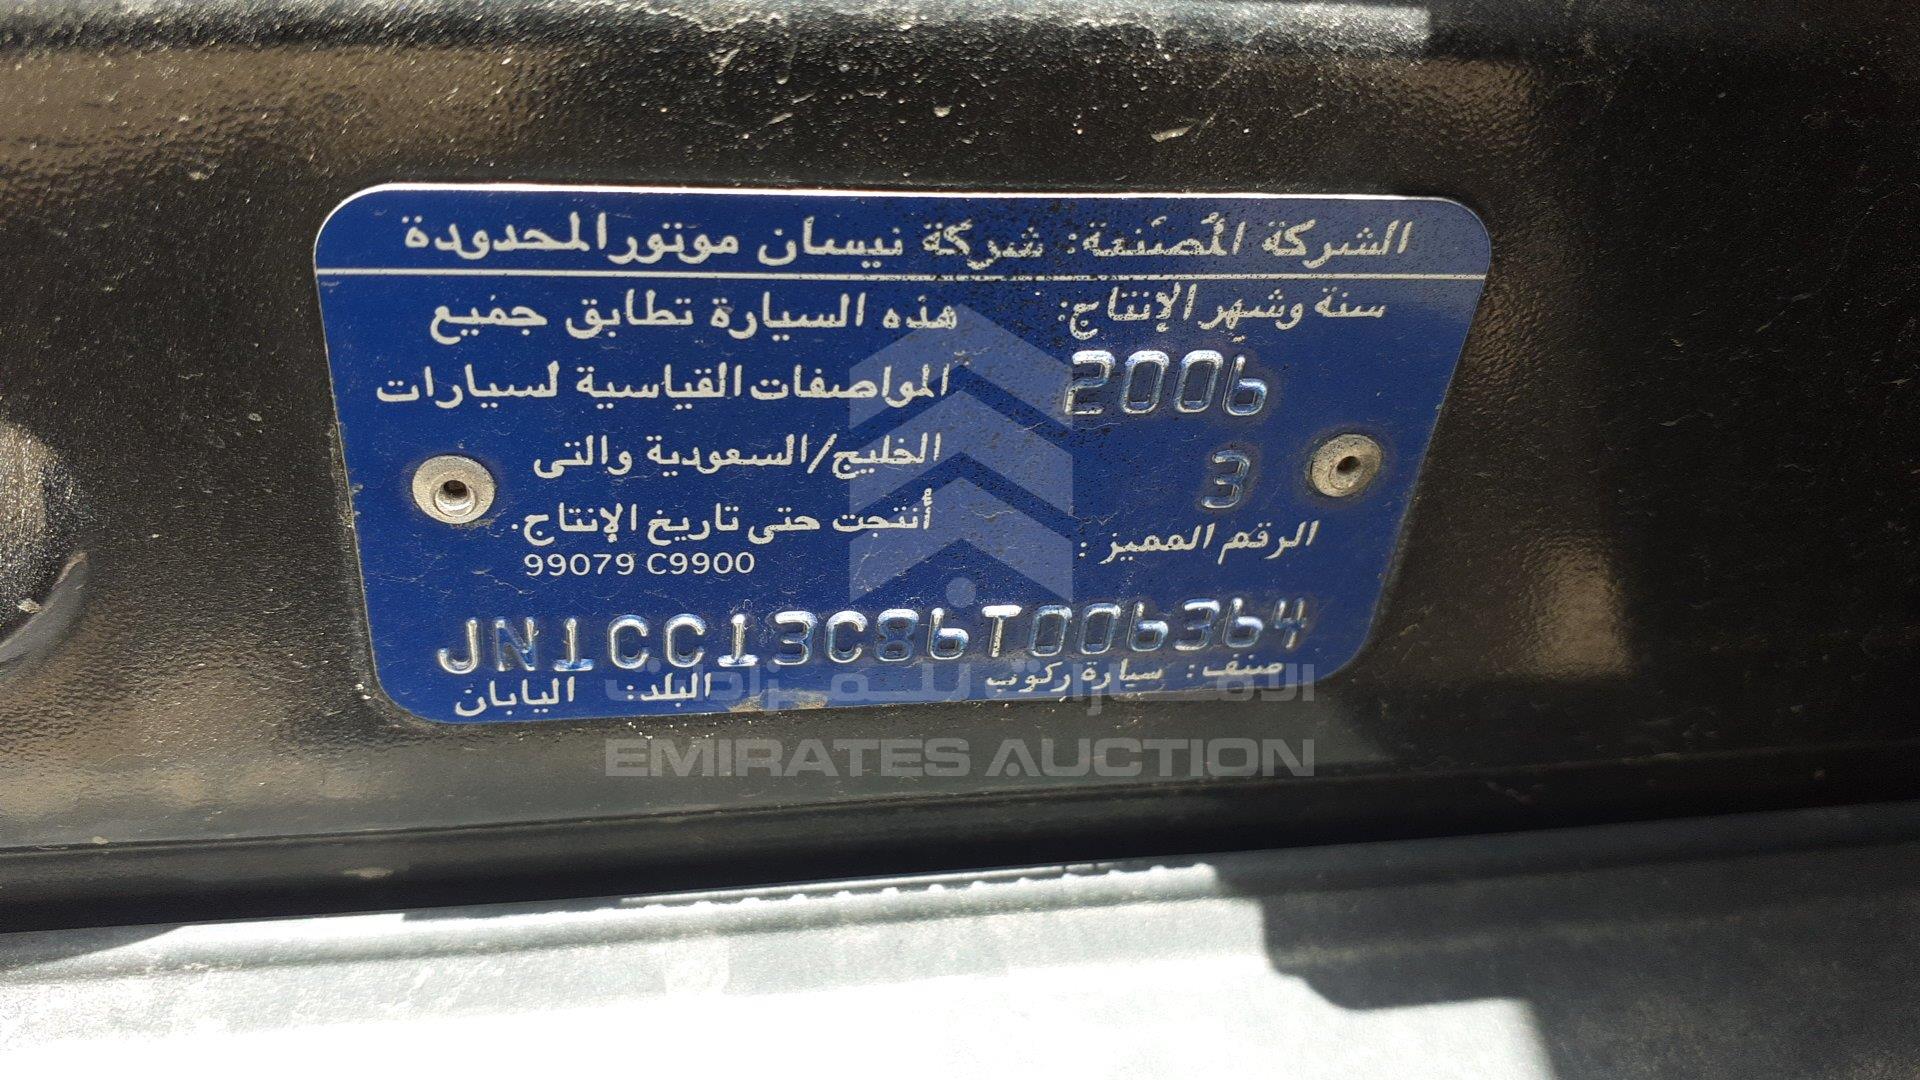 الشركة المُصنعة: شركة نيسان موتور المحدودة
سنة وشهر الإنتاج:
2006
3
الرقم المميز:
هذه السيارة تطابق جميع
المواصفات القياسية لسيارات
الخليج/السعودية والتى
أنتجت حتى تاريخ الإنتاج.
99079 C9900
JN1CC13C86T006364
صنف: سيارة ركوب
البلد: اليابان
الامارات للمزادات
EMIRATES AUCTION